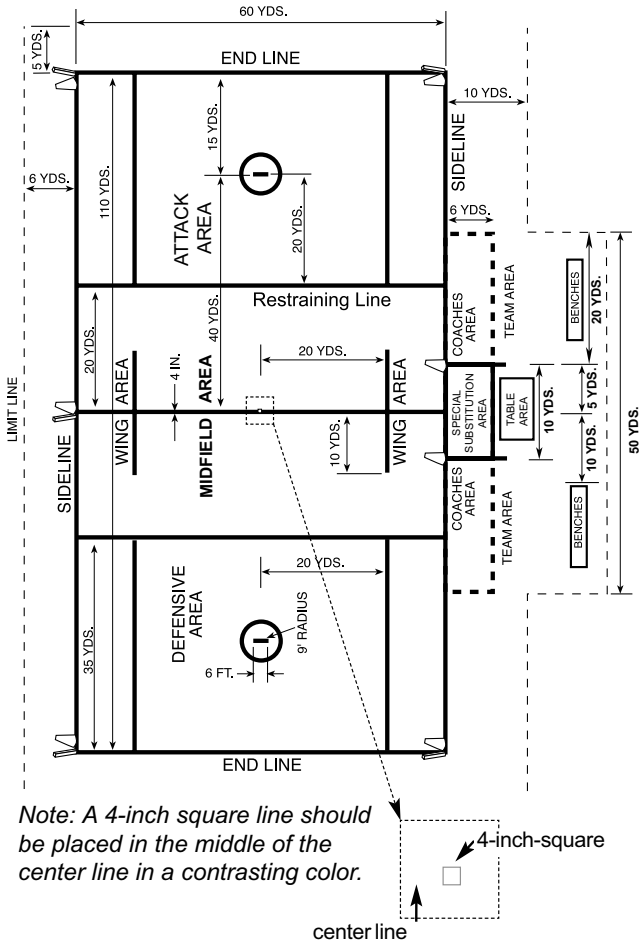 60 YDS.
5 YDS.
END LINE
10 YDS.
15 YDS.
SIDELINE
6 YDS.
110 YDS.
ATTACK
AREA
20 YDS.
6 YDS.
40 YDS.
Restraining Line
COACHES
AREA
TEAM AREA
BENCHES
20 YDS.
LIMIT LINE
20 YDS.
4 IN.
20 YDS.
WING AREA
MIDFIELD AREA
WING AREA
SPECIAL
SUBSTITUTION
AREA
TABLE
AREA
10 YDS.
5 YDS.
50 YDS.
10 YDS.
10 YDS.
SIDELINE
COACHES
AREA
TEAM AREA
BENCHES
35 YDS.
DEFENSIVE
AREA
20 YDS.
9' RADIUS
6 FT.
END LINE
Note: A 4-inch square line should
be placed in the middle of the
center line in a contrasting color.
4-inch-square
center line